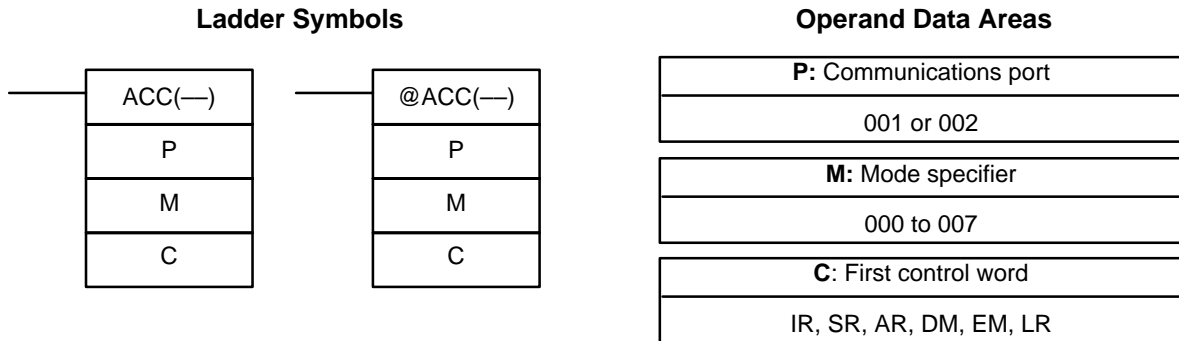 Ladder Symbols
ACC(—)
P
M
C
@ACC(—)
P
M
C
Operand Data Areas
P: Communications port
001 or 002
M: Mode specifier
000 to 007
C: First control word
IR, SR, AR, DM, EM, LR